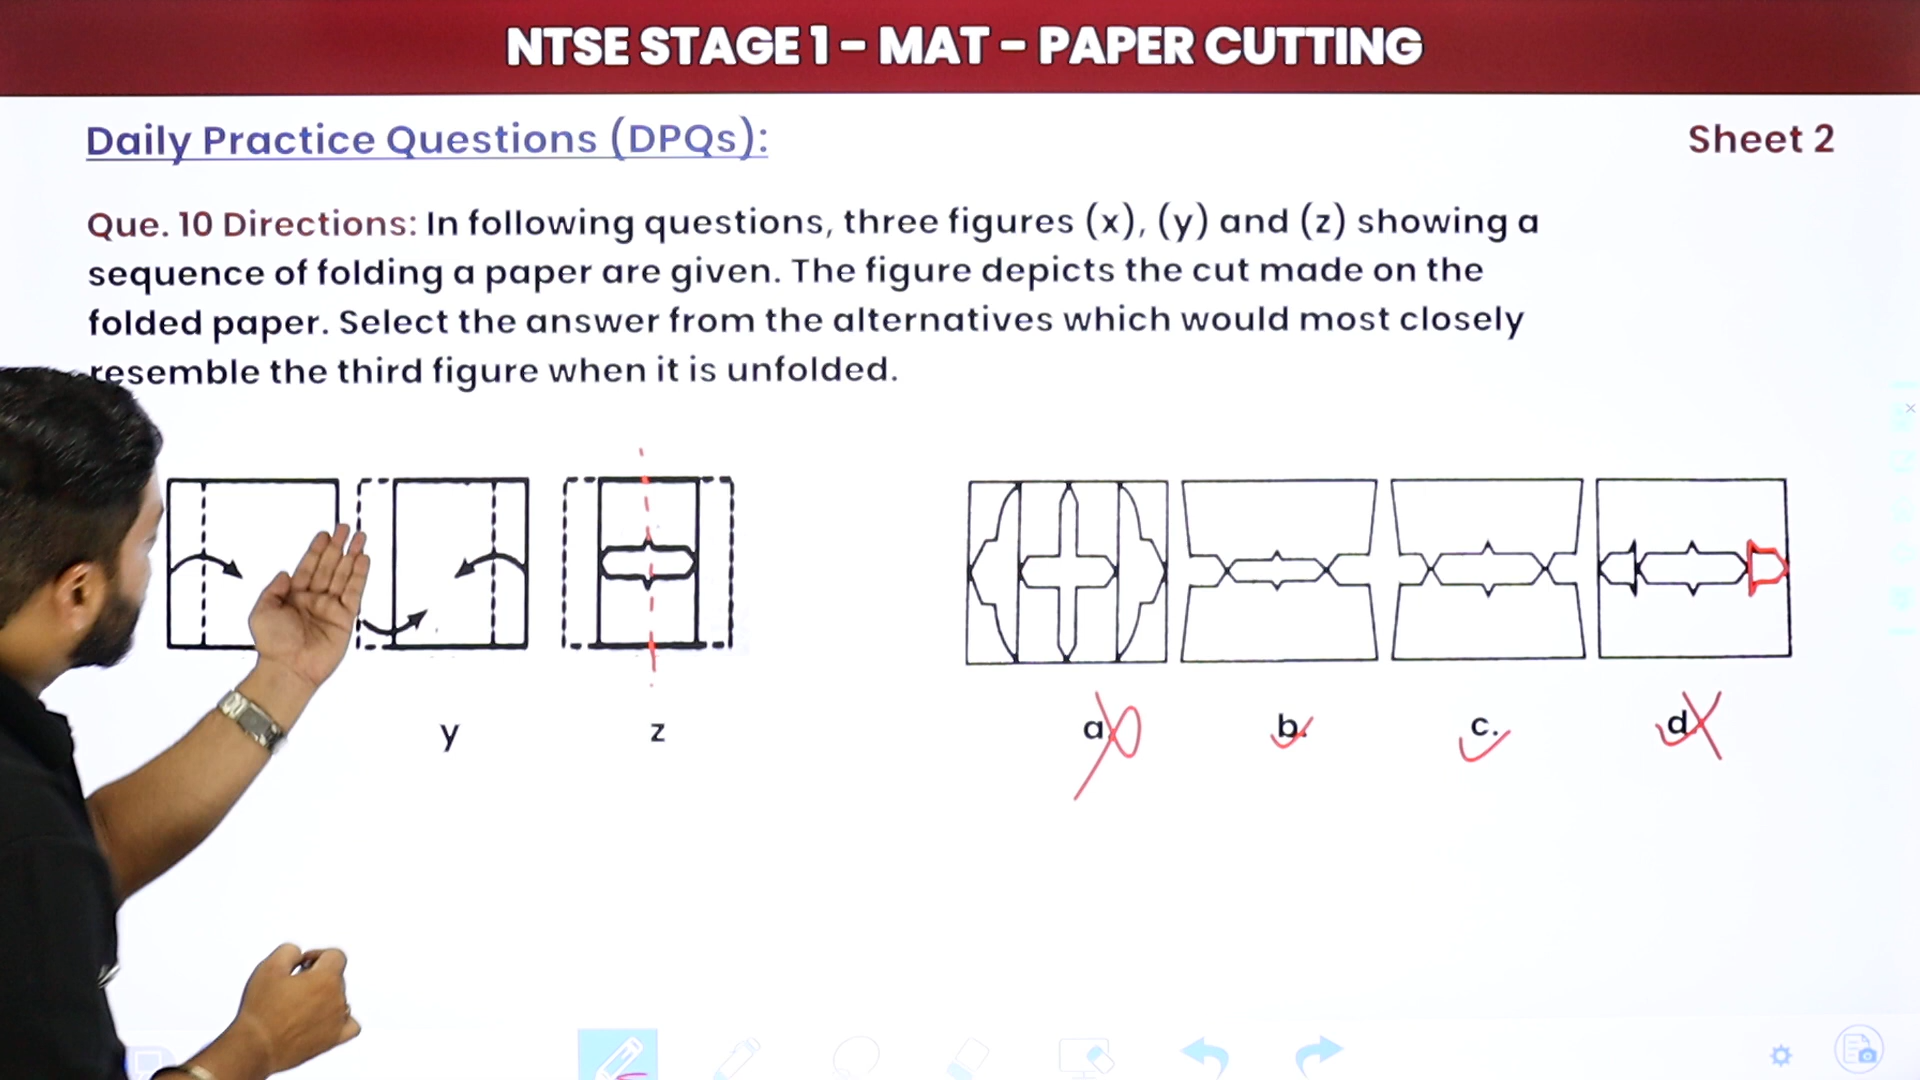 NTSE STAGE 1 – MAT – PAPER CUTTING
Daily Practice Questions (DPQs):
Sheet 2
Que. 10 Directions: In following questions, three figures (x), (y) and (z) showing a
sequence of folding a paper are given. The figure depicts the cut made on the
folded paper. Select the answer from the alternatives which would most closely
resemble the third figure when it is unfolded.
y z a b. c. d